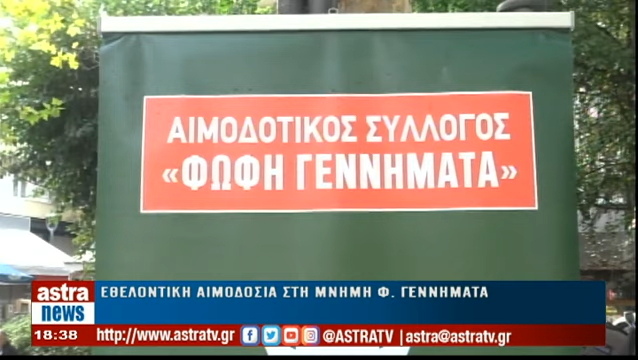 ΑΙΜΟΔΟΤΙΚΟΣ ΣΥΛΛΟΓΟΣ
«ΦΩΦΗ ΓΕΝΝΗΜΑΤΑ»
astra
news
ΕΘΕΛΟΝΤΙΚΗ ΑΙΜΟΔΟΣΙΑ ΣΤΗ ΜΝΗΜΗ Φ. ΓΕΝΝΗΜΑΤΑ
18:38 http://www.astratv.gr @ASTRATV | astra@astratv.gr